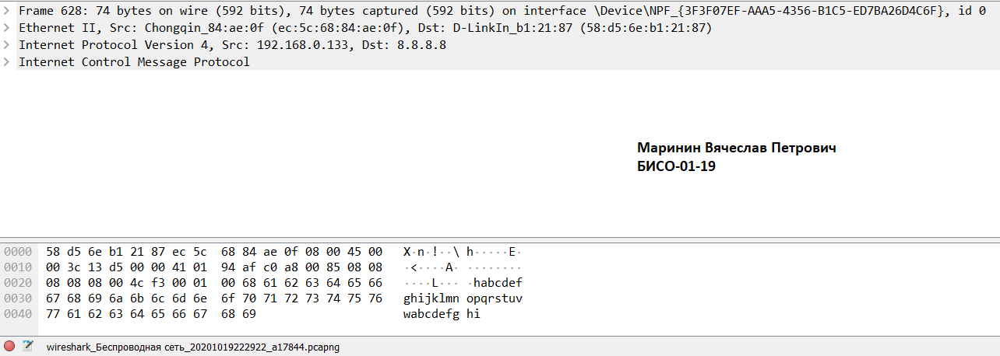 Frame 628: 74 bytes on wire (592 bits), 74 bytes captured (592 bits) on interface \Device\NPF_{3F3F07EF-AAA5-4356-B1C5-ED7BA26D4C6F}, id 0
Ethernet II, Src: Chongqin_84:ae:0f (ec:5c:68:84:ae:0f), Dst: D-LinkIn_b1:21:87 (58:d5:6e:b1:21:87)
Internet Protocol Version 4, Src: 192.168.0.133, Dst: 8.8.8.8
Internet Control Message Protocol
Маринин Вячеслав Петрович
БИСО-01-19
0000 58 d5 6e b1 21 87 ec 5c 68 84 ae 0f 08 00 45 00 X·n·!··\ h·····E·
0010 00 3c 13 d5 00 00 41 01 94 af c0 a8 00 85 08 08 ·<····A· ········
0020 08 08 08 00 4c f3 00 01 00 68 61 62 63 64 65 66 ····L··· ·habcdef
0030 67 68 69 6a 6b 6c 6d 6e 6f 70 71 72 73 74 75 76 ghijklmn opqrstuv
0040 77 61 62 63 64 65 66 67 68 69 wabcdefg hi
wireshark_Беспроводная сеть_20201019222922_a17844.pcapng